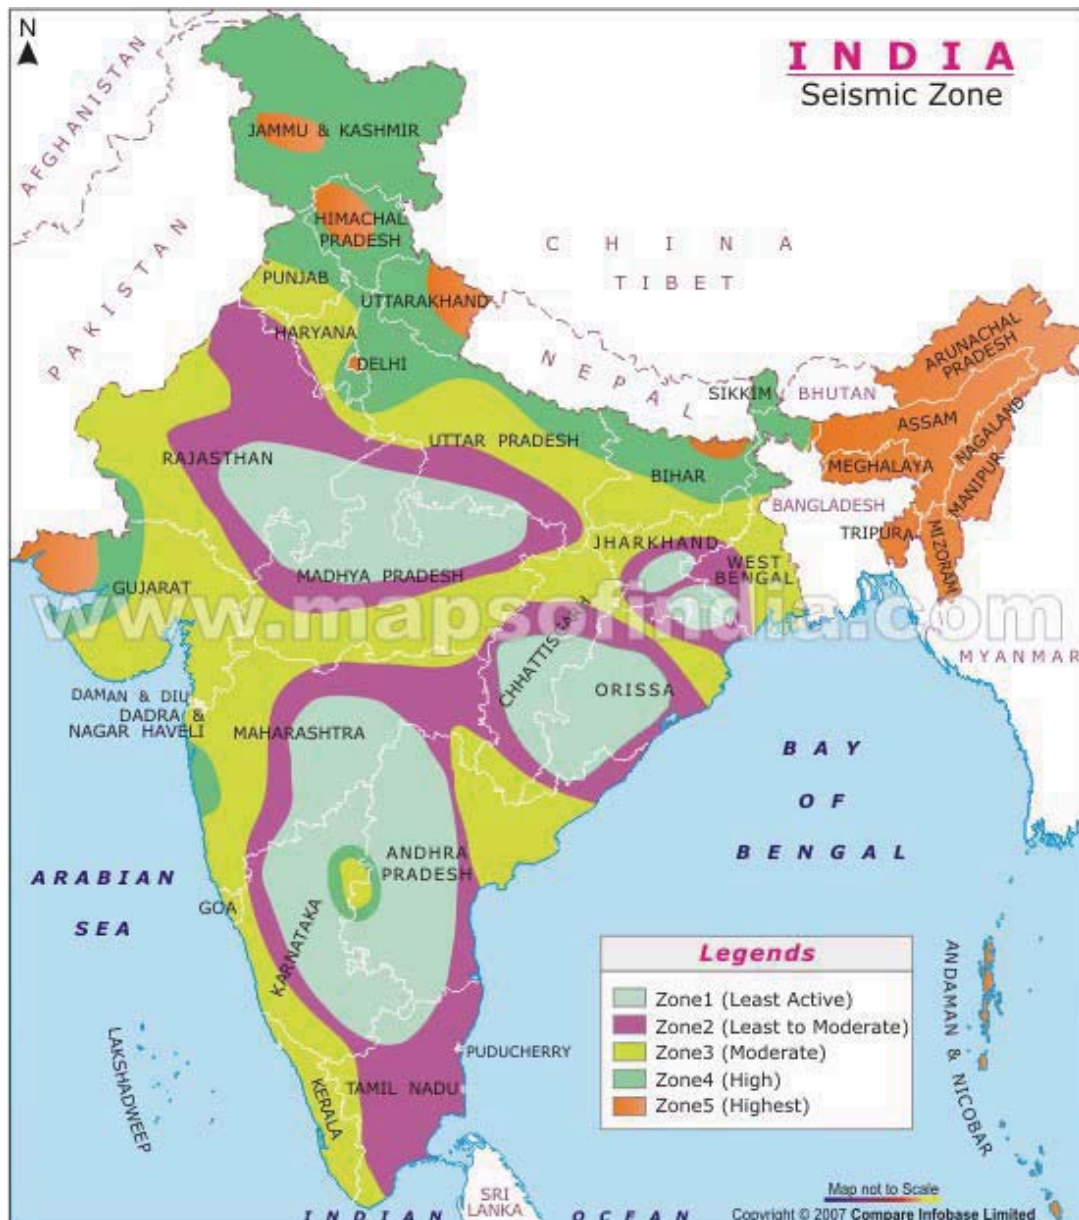 N
INDIA
Seismic Zone
AFGHANISTAN
JAMMU & KASHMIR
HIMACHAL
PRADESH
CHINA
TIBET
PAKISTAN
PUNJAB
UTTARAKHAND
HARYANA
DELHI
NEPAL
SIKKIM
BHUTAN
ARUNACHAL
PRADESH
ASSAM
NAGALAND
MEGHALAYA
MANIPUR
UTTAR PRADESH
RAJASTHAN
BIHAR
BANGLADESH
TRIPURA
MIZORAM
JHARKHAND
WEST
BENGAL
MADHYA PRADESH
GUJARAT
www.mapsofindia.com
CHHATTISGARH
ORISSA
MYANMAR
DAMAN & DIU
DADRA &
NAGAR HAVELI
MAHARASHTRA
BAY
OF
BENGAL
ARABIAN
SEA
ANDHRA
PRADESH
GOA
KARNATAKA
Legends
Zone1 (Least Active)
Zone2 (Least to Moderate)
Zone3 (Moderate)
Zone4 (High)
Zone5 (Highest)
ANDAMAN & NICOBAR
LAKSHADWEEP
PUDUCHERRY
TAMIL NADU
KERALA
SRI
LANKA
INDIAN OCEAN
Map not to Scale
Copyright © 2007 Compare Infobase Limited